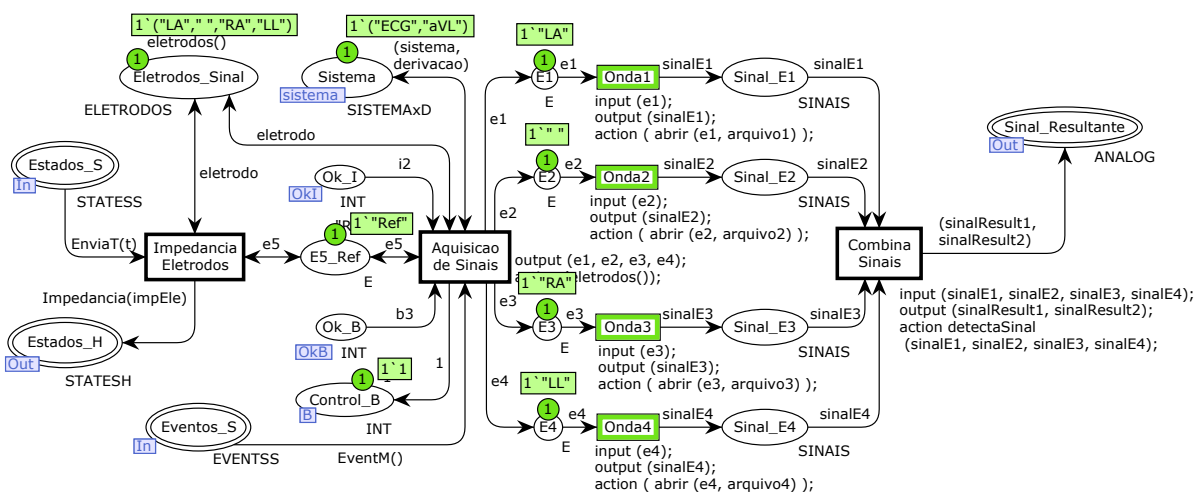 1`("LA"," ","RA","LL")
eletrodos()
1
Eletrodos_Sinal
ELETRODOS
1`("ECG","aVL")
(sistema,
derivacao)
1
Sistema
sistema
SISTEMAxD
eletrodo
eletrodo
Estados_S
In
STATESS
EnviaT(t)
Impedancia
Eletrodos
Impedancia(impEle)
Estados_H
Out
STATESH
Ok_I
OkI
INT
i2
1`"Ref"
1
E5_Ref
E
e5
e5
Aquisicao
de Sinais
output (e1, e2, e3, e4);
eletrodos());
Ok_B
OkB
INT
b3
1`1
1
Control_B
B
INT
1
Eventos_S
In
EVENTSS
EventM()
e1
1`"LA"
1
E1
E
e1
Onda1
sinalE1
Sinal_E1
SINAIS
sinalE1
input (e1);
output (sinalE1);
action ( abrir (e1, arquivo1) );
e2
1`" "
1
E2
E
e2
Onda2
sinalE2
Sinal_E2
SINAIS
sinalE2
input (e2);
output (sinalE2);
action ( abrir (e2, arquivo2) );
e3
1`"RA"
1
E3
E
e3
Onda3
sinalE3
Sinal_E3
SINAIS
sinalE3
input (e3);
output (sinalE3);
action ( abrir (e3, arquivo3) );
e4
1`"LL"
1
E4
E
e4
Onda4
sinalE4
Sinal_E4
SINAIS
sinalE4
input (e4);
output (sinalE4);
action ( abrir (e4, arquivo4) );
Combina
Sinais
(sinalResult1,
sinalResult2)
Sinal_Resultante
Out
ANALOG
input (sinalE1, sinalE2, sinalE3, sinalE4);
output (sinalResult1, sinalResult2);
action detectaSinal
(sinalE1, sinalE2, sinalE3, sinalE4);